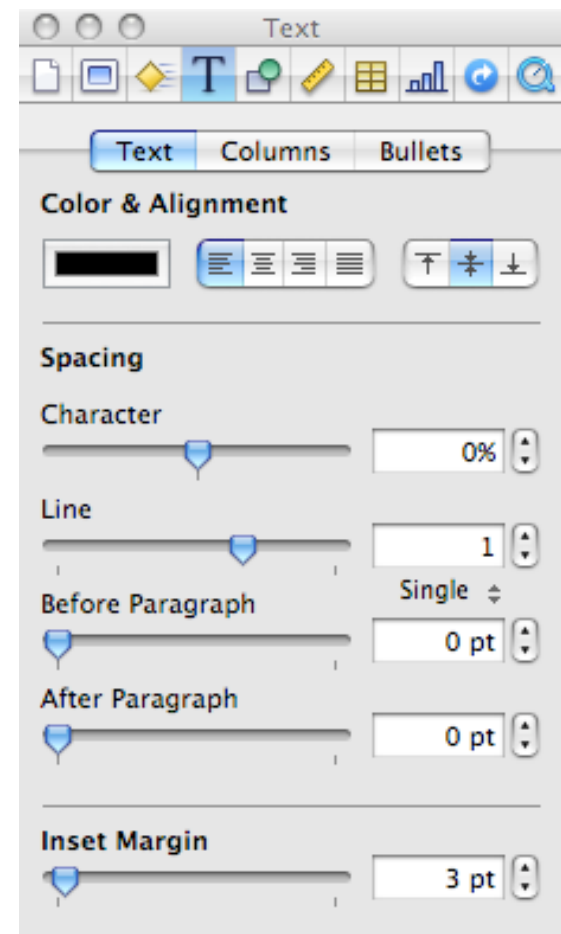 Text
T
Text Columns Bullets
Color & Alignment
Spacing
Character
0%
Line
1
Single
Before Paragraph
0 pt
After Paragraph
0 pt
Inset Margin
3 pt